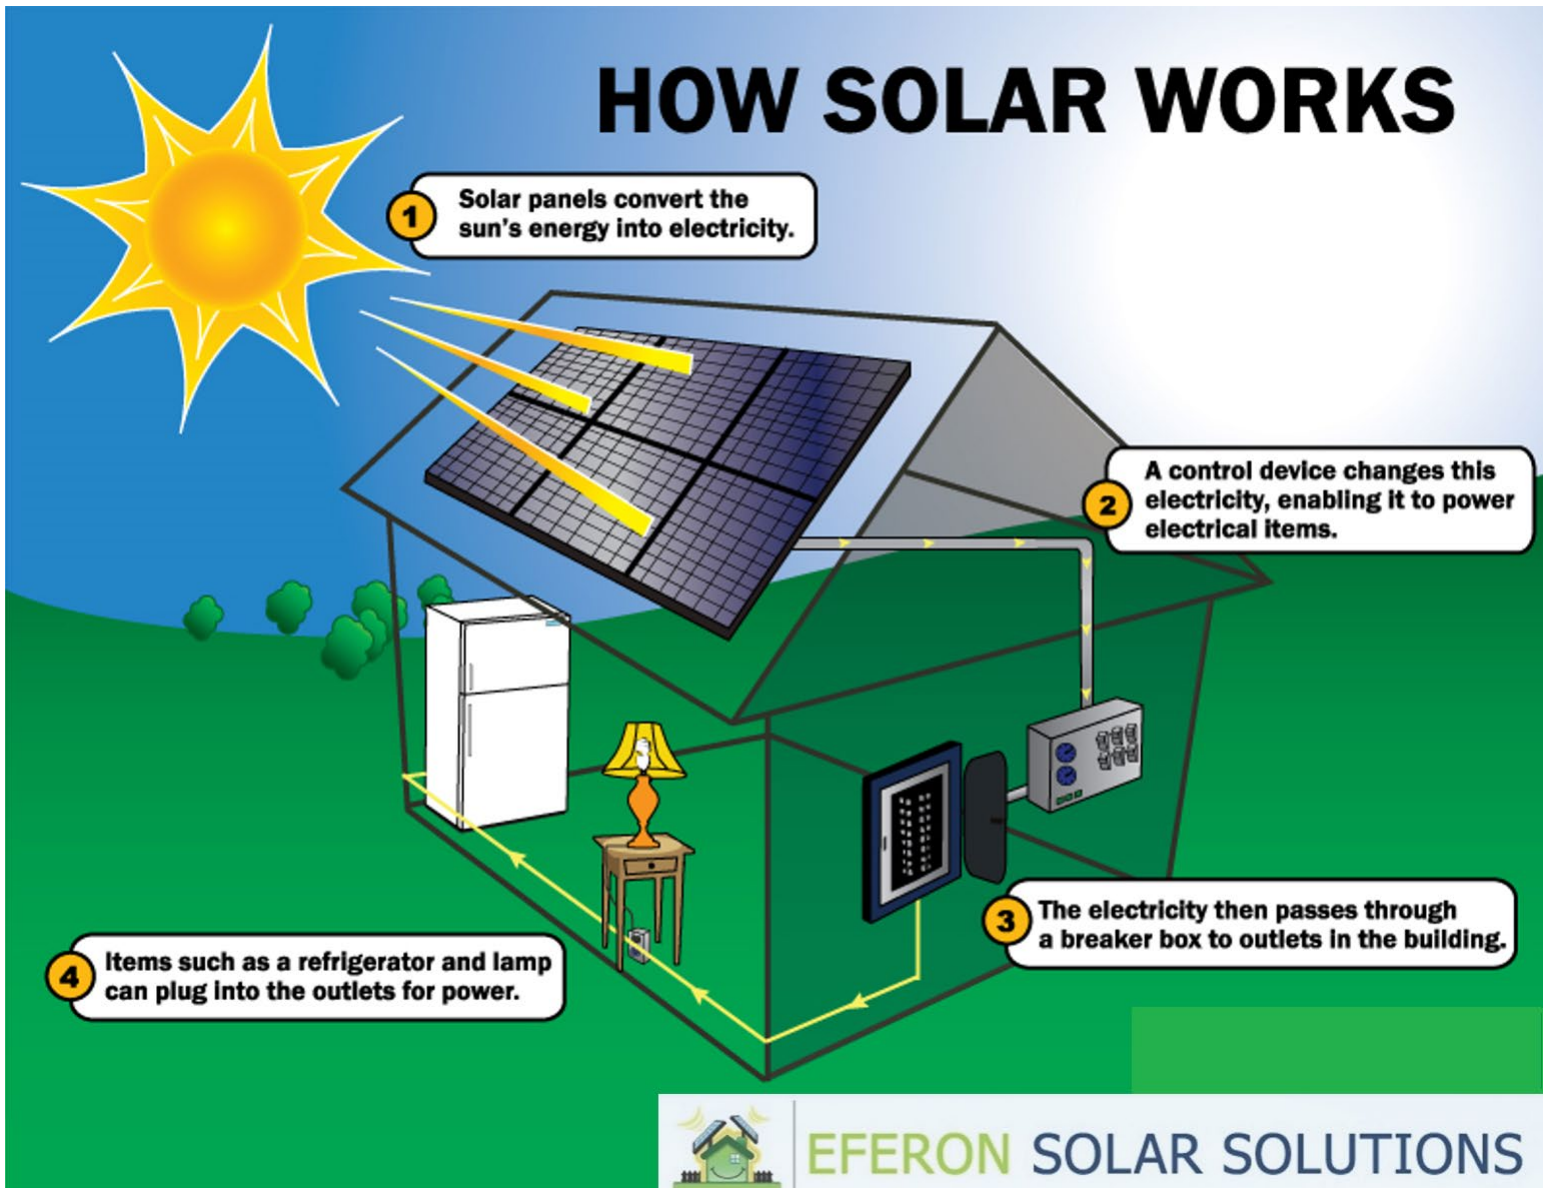 HOW SOLAR WORKS
1
Solar panels convert the
sun's energy into electricity.
2
A control device changes this
electricity, enabling it to power
electrical items.
3
The electricity then passes through
a breaker box to outlets in the building.
4
Items such as a refrigerator and lamp
can plug into the outlets for power.
EFERON SOLAR SOLUTIONS